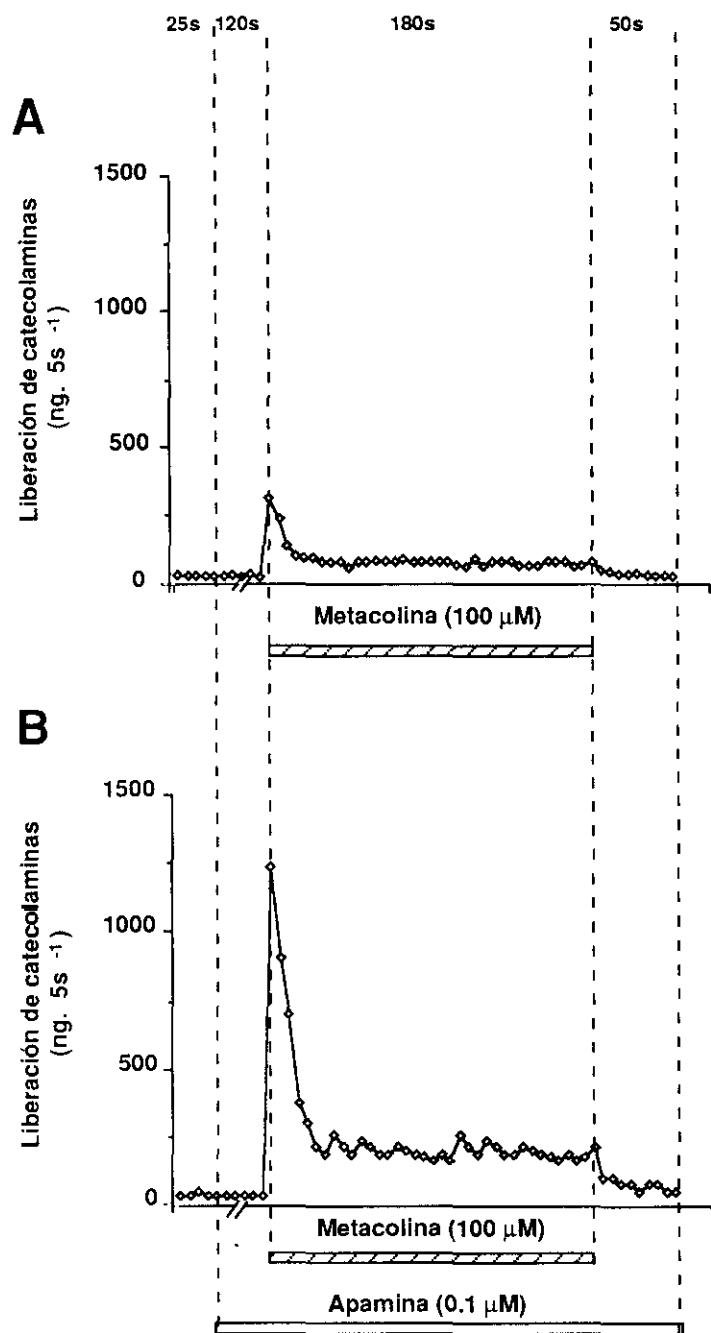 25s 120s 180s 50s
A
Liberación de catecolaminas
(ng. 5s -1)
1500
1000
500
0
Metacolina (100 µM)
B
Liberación de catecolaminas
(ng. 5s -1)
1500
1000
500
0
Metacolina (100 µM)
Apamina (0.1 µM)